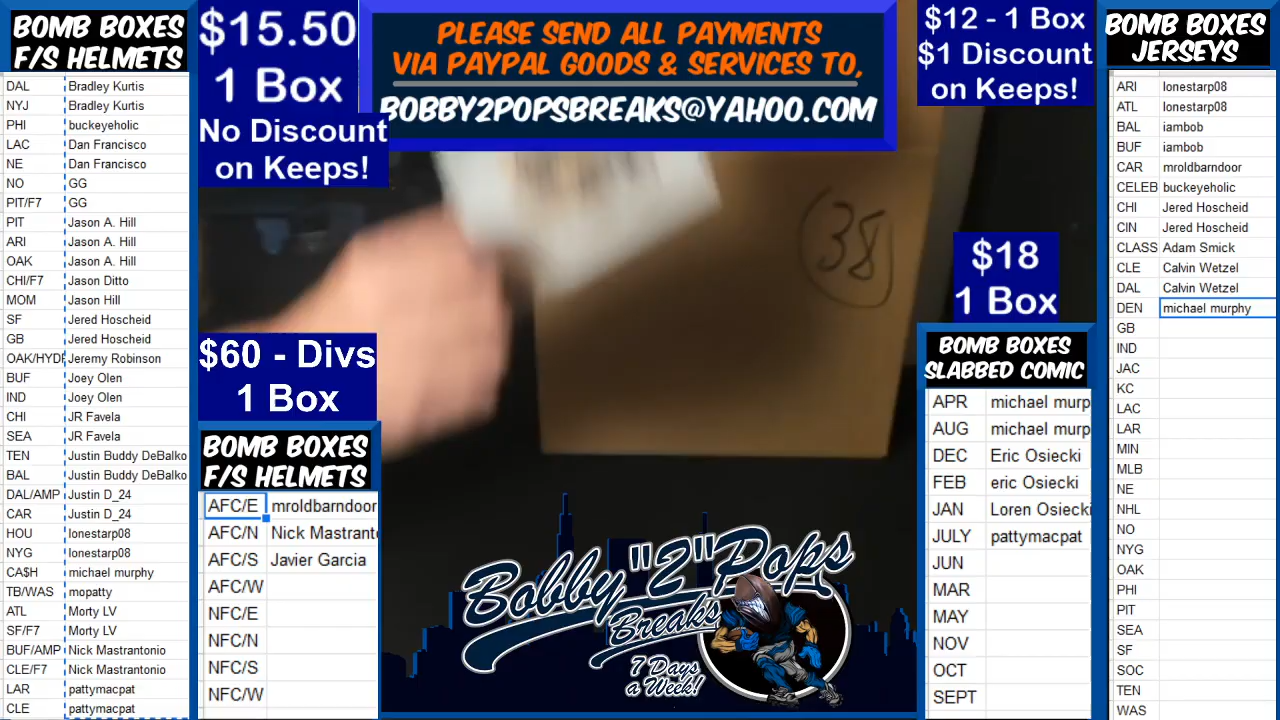 BOMB BOXES
F/S HELMETS
DAL Bradley Kurtis
NYJ Bradley Kurtis
PHI buckeyeholic
LAC Dan Francisco
NE Dan Francisco
NO GG
PIT/F7 GG
PIT Jason A. Hill
ARI Jason A. Hill
OAK Jason A. Hill
CHI/F7 Jason Ditto
MOM Jason Hill
SF Jered Hoscheid
GB Jered Hoscheid
OAK/HYDR Jeremy Robinson
BUF Joey Olen
IND Joey Olen
CHI JR Favela
SEA JR Favela
TEN Justin Buddy DeBalko
BAL Justin Buddy DeBalko
DAL/AMP Justin D_24
CAR Justin D_24
HOU lonestarp08
NYG lonestarp08
CA$H michael murphy
TB/WAS mopatty
ATL Morty LV
SF/F7 Morty LV
BUF/AMP Nick Mastrantonio
CLE/F7 Nick Mastrantonio
LAR pattymacpat
CLE pattymacpat
$15.50
1 Box
No Discount
on Keeps!
$60 - Divs
1 Box
BOMB BOXES
F/S HELMETS
AFC/E mroldbarndoor
AFC/N Nick Mastrant
AFC/S Javier Garcia
AFC/W
NFC/E
NFC/N
NFC/S
NFC/W
PLEASE SEND ALL PAYMENTS
VIA PAYPAL GOODS & SERVICES TO,
BOBBY2POPSBREAKS@YAHOO.COM
38
Bobby "2" Pops
Breaks
7 Days
a Week!
$12 - 1 Box
$1 Discount
on Keeps!
$18
1 Box
BOMB BOXES
SLABBED COMIC
APR michael murp
AUG michael murp
DEC Eric Osiecki
FEB eric Osiecki
JAN Loren Osiecki
JULY pattymacpat
JUN
MAR
MAY
NOV
OCT
SEPT
BOMB BOXES
JERSEYS
ARI lonestarp08
ATL lonestarp08
BAL iambob
BUF iambob
CAR mroldbarndoor
CELEB buckeyeholic
CHI Jered Hoscheid
CIN Jered Hoscheid
CLASS Adam Smick
CLE Calvin Wetzel
DAL Calvin Wetzel
DEN michael murphy
GB
IND
JAC
KC
LAC
LAR
MIN
MLB
NE
NHL
NO
NYG
OAK
PHI
PIT
SEA
SF
SOC
TEN
WAS